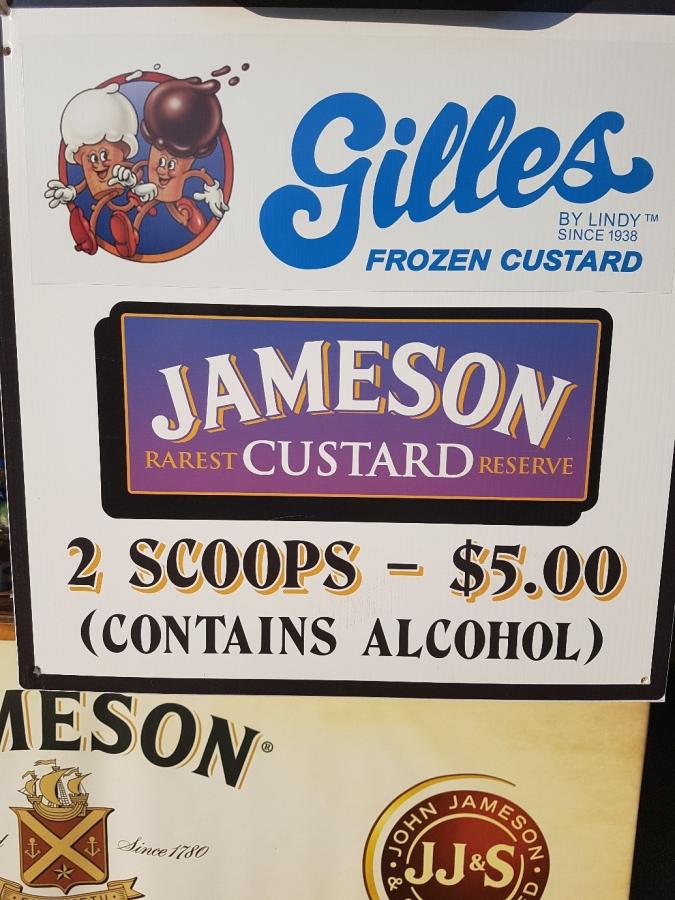 Gilles
BY LINDY™
SINCE 1938
FROZEN CUSTARD
JAMESON
RAREST CUSTARD RESERVE
2 SCOOPS – $5.00
(CONTAINS ALCOHOL)
MESON®
Since 1780
JOHN JAMESON
JJ&S
&